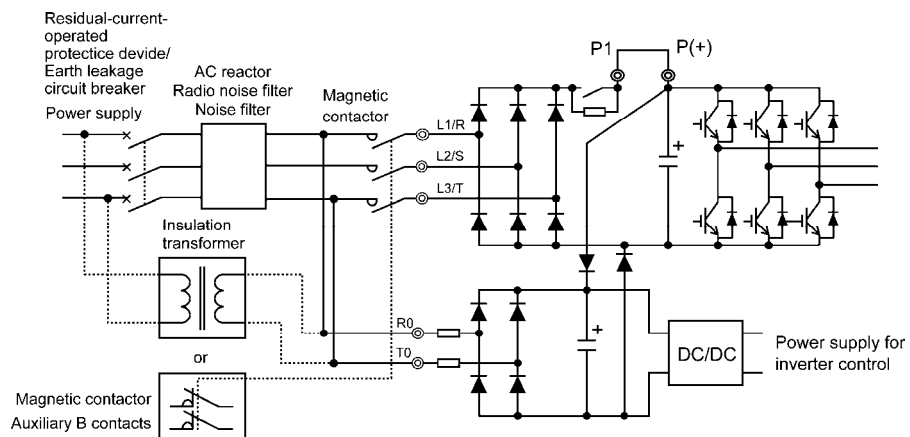 Residual-current-
operated
protectice devide/
Earth leakage
circuit breaker
Power supply
AC reactor
Radio noise filter
Noise filter
Magnetic
contactor
L1/R
L2/S
L3/T
P1
P(+)
+
Insulation
transformer
or
Magnetic contactor
Auxiliary B contacts
R0
T0
+
DC/DC
Power supply for
inverter control